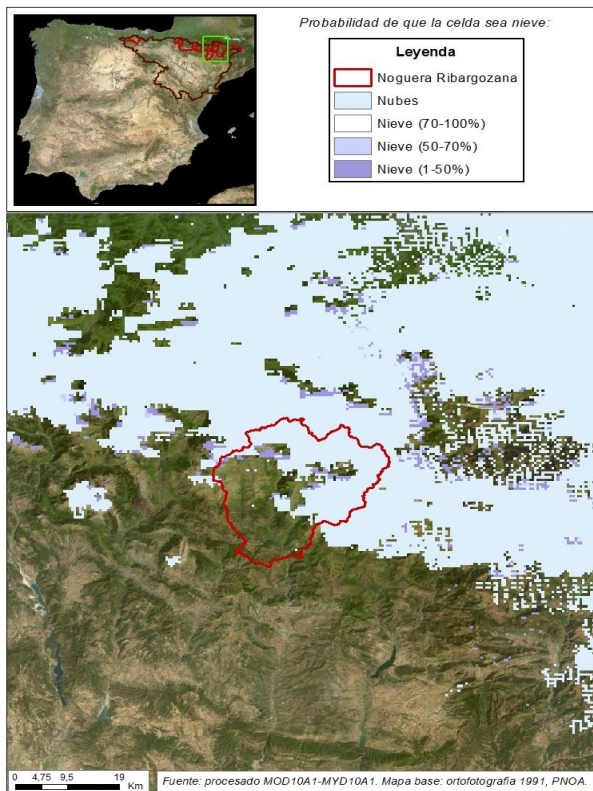 Probabilidad de que la celda sea nieve:
Leyenda
Noguera Ribargozana
Nubes
Nieve (70-100%)
Nieve (50-70%)
Nieve (1-50%)
0 4,75 9,5 19
Km
Fuente: procesado MOD10A1-MYD10A1. Mapa base: ortofotografia 1991, PNOA.